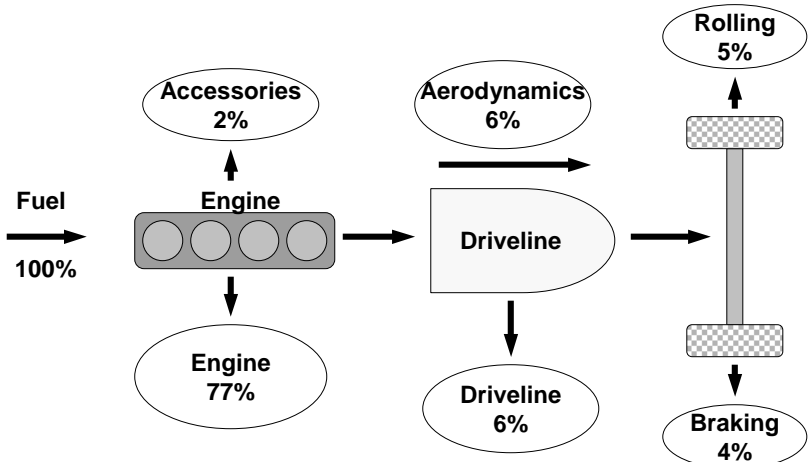 Rolling
5%
Accessories
2%
Aerodynamics
6%
Fuel
100%
Engine
Driveline
Engine
77%
Driveline
6%
Braking
4%